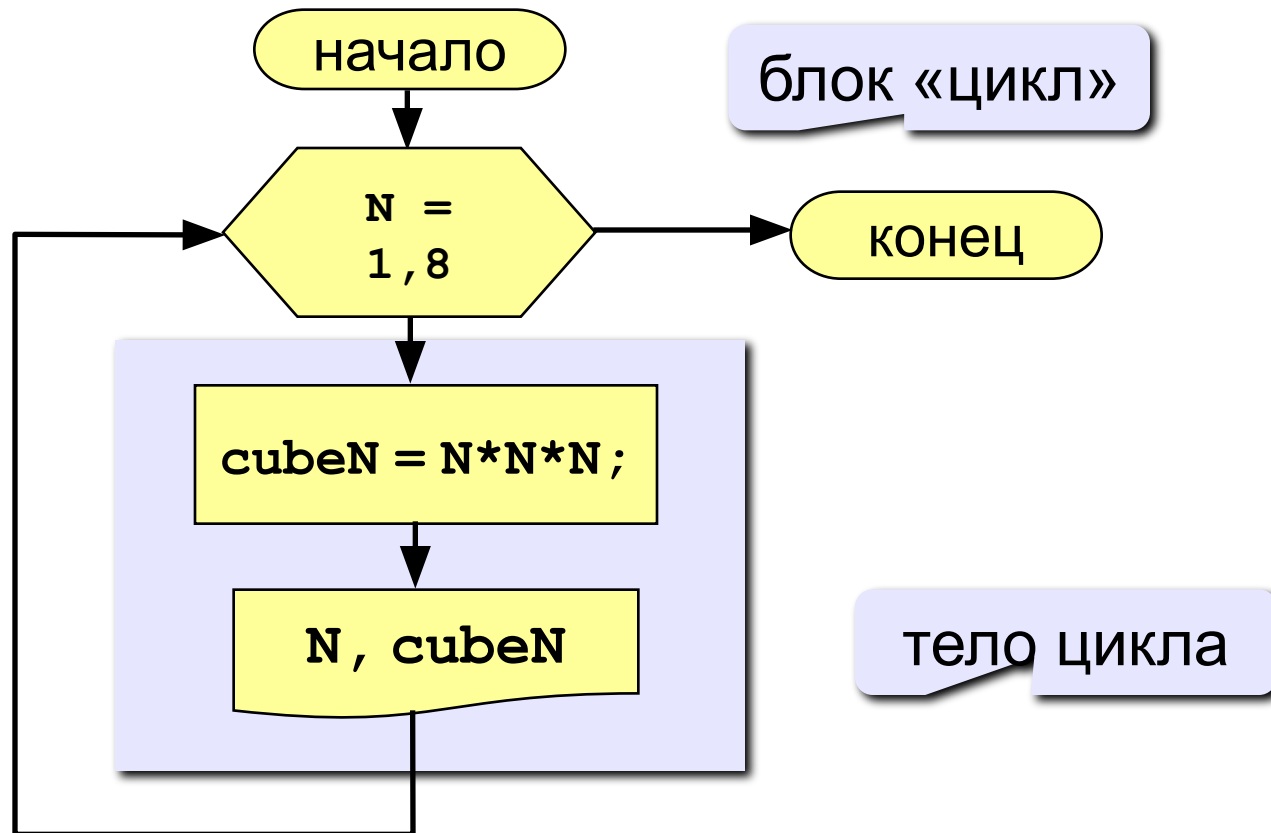 начало
блок «цикл»
N =
1,8
конец
cubeN = N*N*N;
N, cubeN
тело цикла